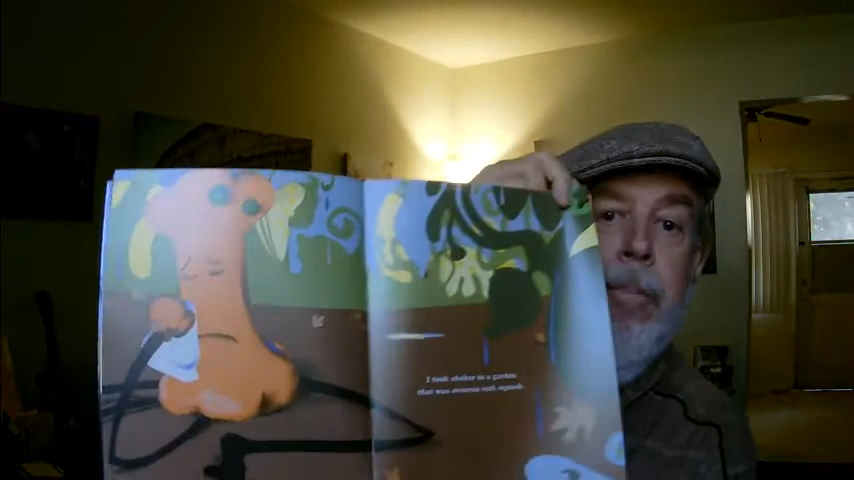 I took shelter in a garden
that was overrun with squash.